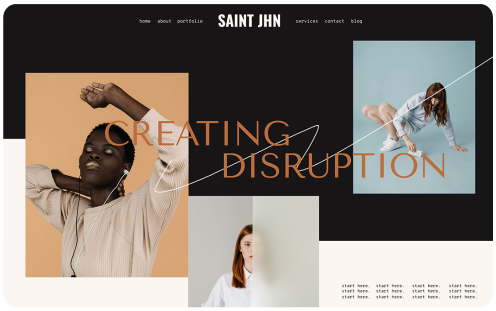 home about portfolio SAINT JHN services contact blog
CREATING
DISRUPTION
start here. start here. start here. start here.
start here. start here. start here. start here.
start here. start here. start here. start here.